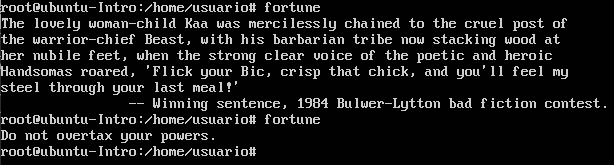 root@ubuntu-Intro:/home/usuario# fortune
The lovely woman-child Kaa was mercilessly chained to the cruel post of
the warrior-chief Beast, with his barbarian tribe now stacking wood at
her nubile feet, when the strong clear voice of the poetic and heroic
Handsomas roared, 'Flick your Bic, crisp that chick, and you'll feel my
steel through your last meal!'
-- Winning sentence, 1984 Bulwer-Lytton bad fiction contest.
root@ubuntu-Intro:/home/usuario# fortune
Do not overtax your powers.
root@ubuntu-Intro:/home/usuario#